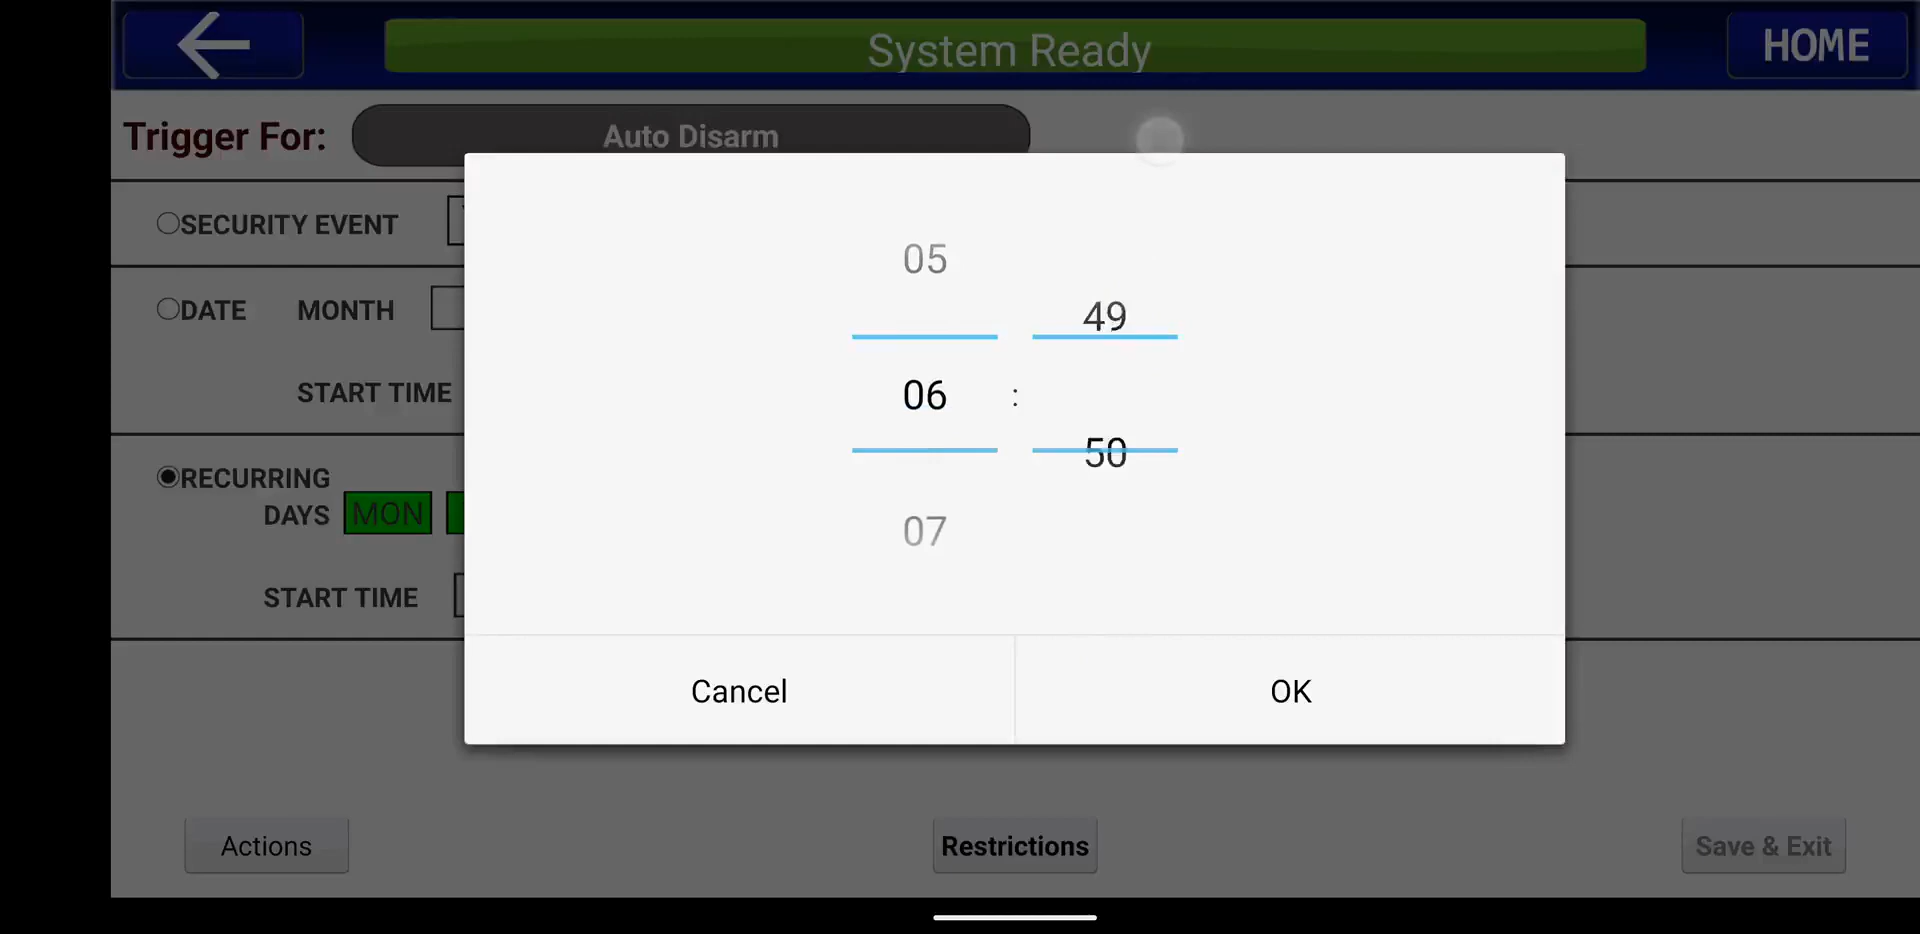 System Ready
HOME
Trigger For:
Auto Disarm
SECURITY EVENT
DATE
MONTH
START TIME
RECURRING
DAYS
MON
START TIME
05
49
06
:
50
07
Cancel
OK
Actions
Restrictions
Save & Exit